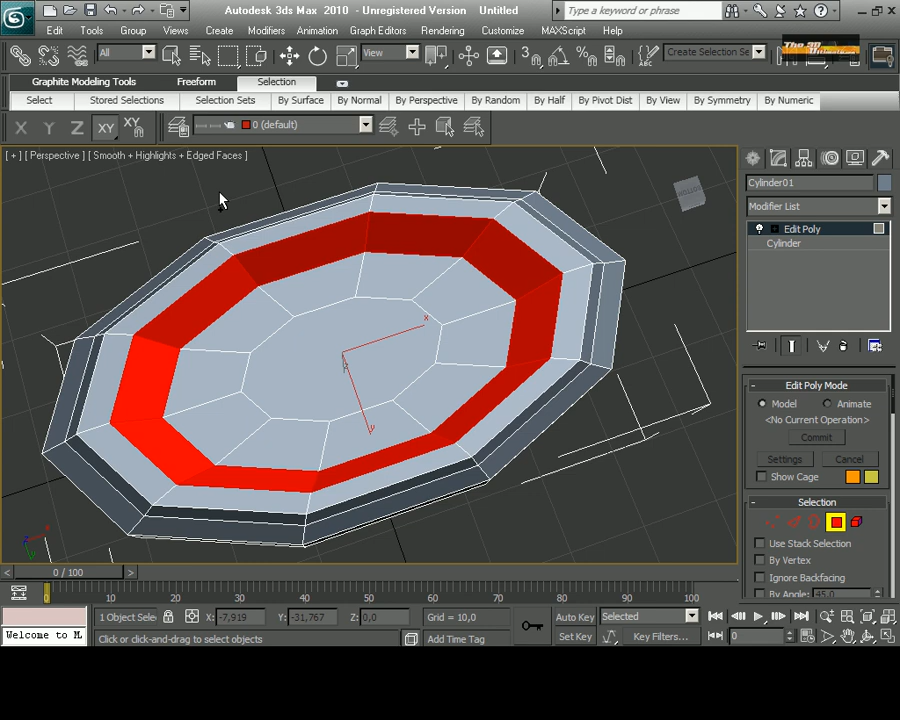 Autodesk 3ds Max 2010 - Unregistered Version Untitled
Type a keyword or phrase
Edit Tools Group Views Create Modifiers Animation Graph Editors Rendering Customize MAXScript Help
All View 3 ABC Create Selection Se
Graphite Modeling Tools Freeform Selection
Select Stored Selections Selection Sets By Surface By Normal By Perspective By Random By Half By Pivot Dist By View By Symmetry By Numeric
X Y Z XY XY 0 (default)
[ + ] [ Perspective ] [ Smooth + Highlights + Edged Faces ]
Cylinder01
Modifier List
Edit Poly
Cylinder
x
y
z
- Edit Poly Mode
Model Animate
<No Current Operation>
Commit
Settings Cancel
Show Cage
- Selection
Use Stack Selection
By Vertex
Ignore Backfacing
By Angle: 45,0
< 0 / 100 >
0 10 20 30 40 50 60 70 80 90 100
1 Object Sele X: -7,919 Y: -31,767 Z: 0,0 Grid = 10,0 Auto Key Selected
Welcome to M Click or click-and-drag to select objects Add Time Tag Set Key Key Filters... 0